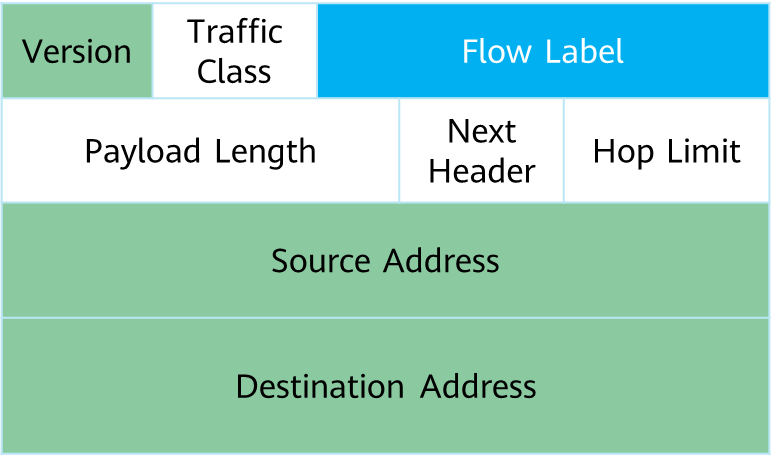 Version
Traffic
Class
Flow Label
Payload Length
Next
Header
Hop Limit
Source Address
Destination Address